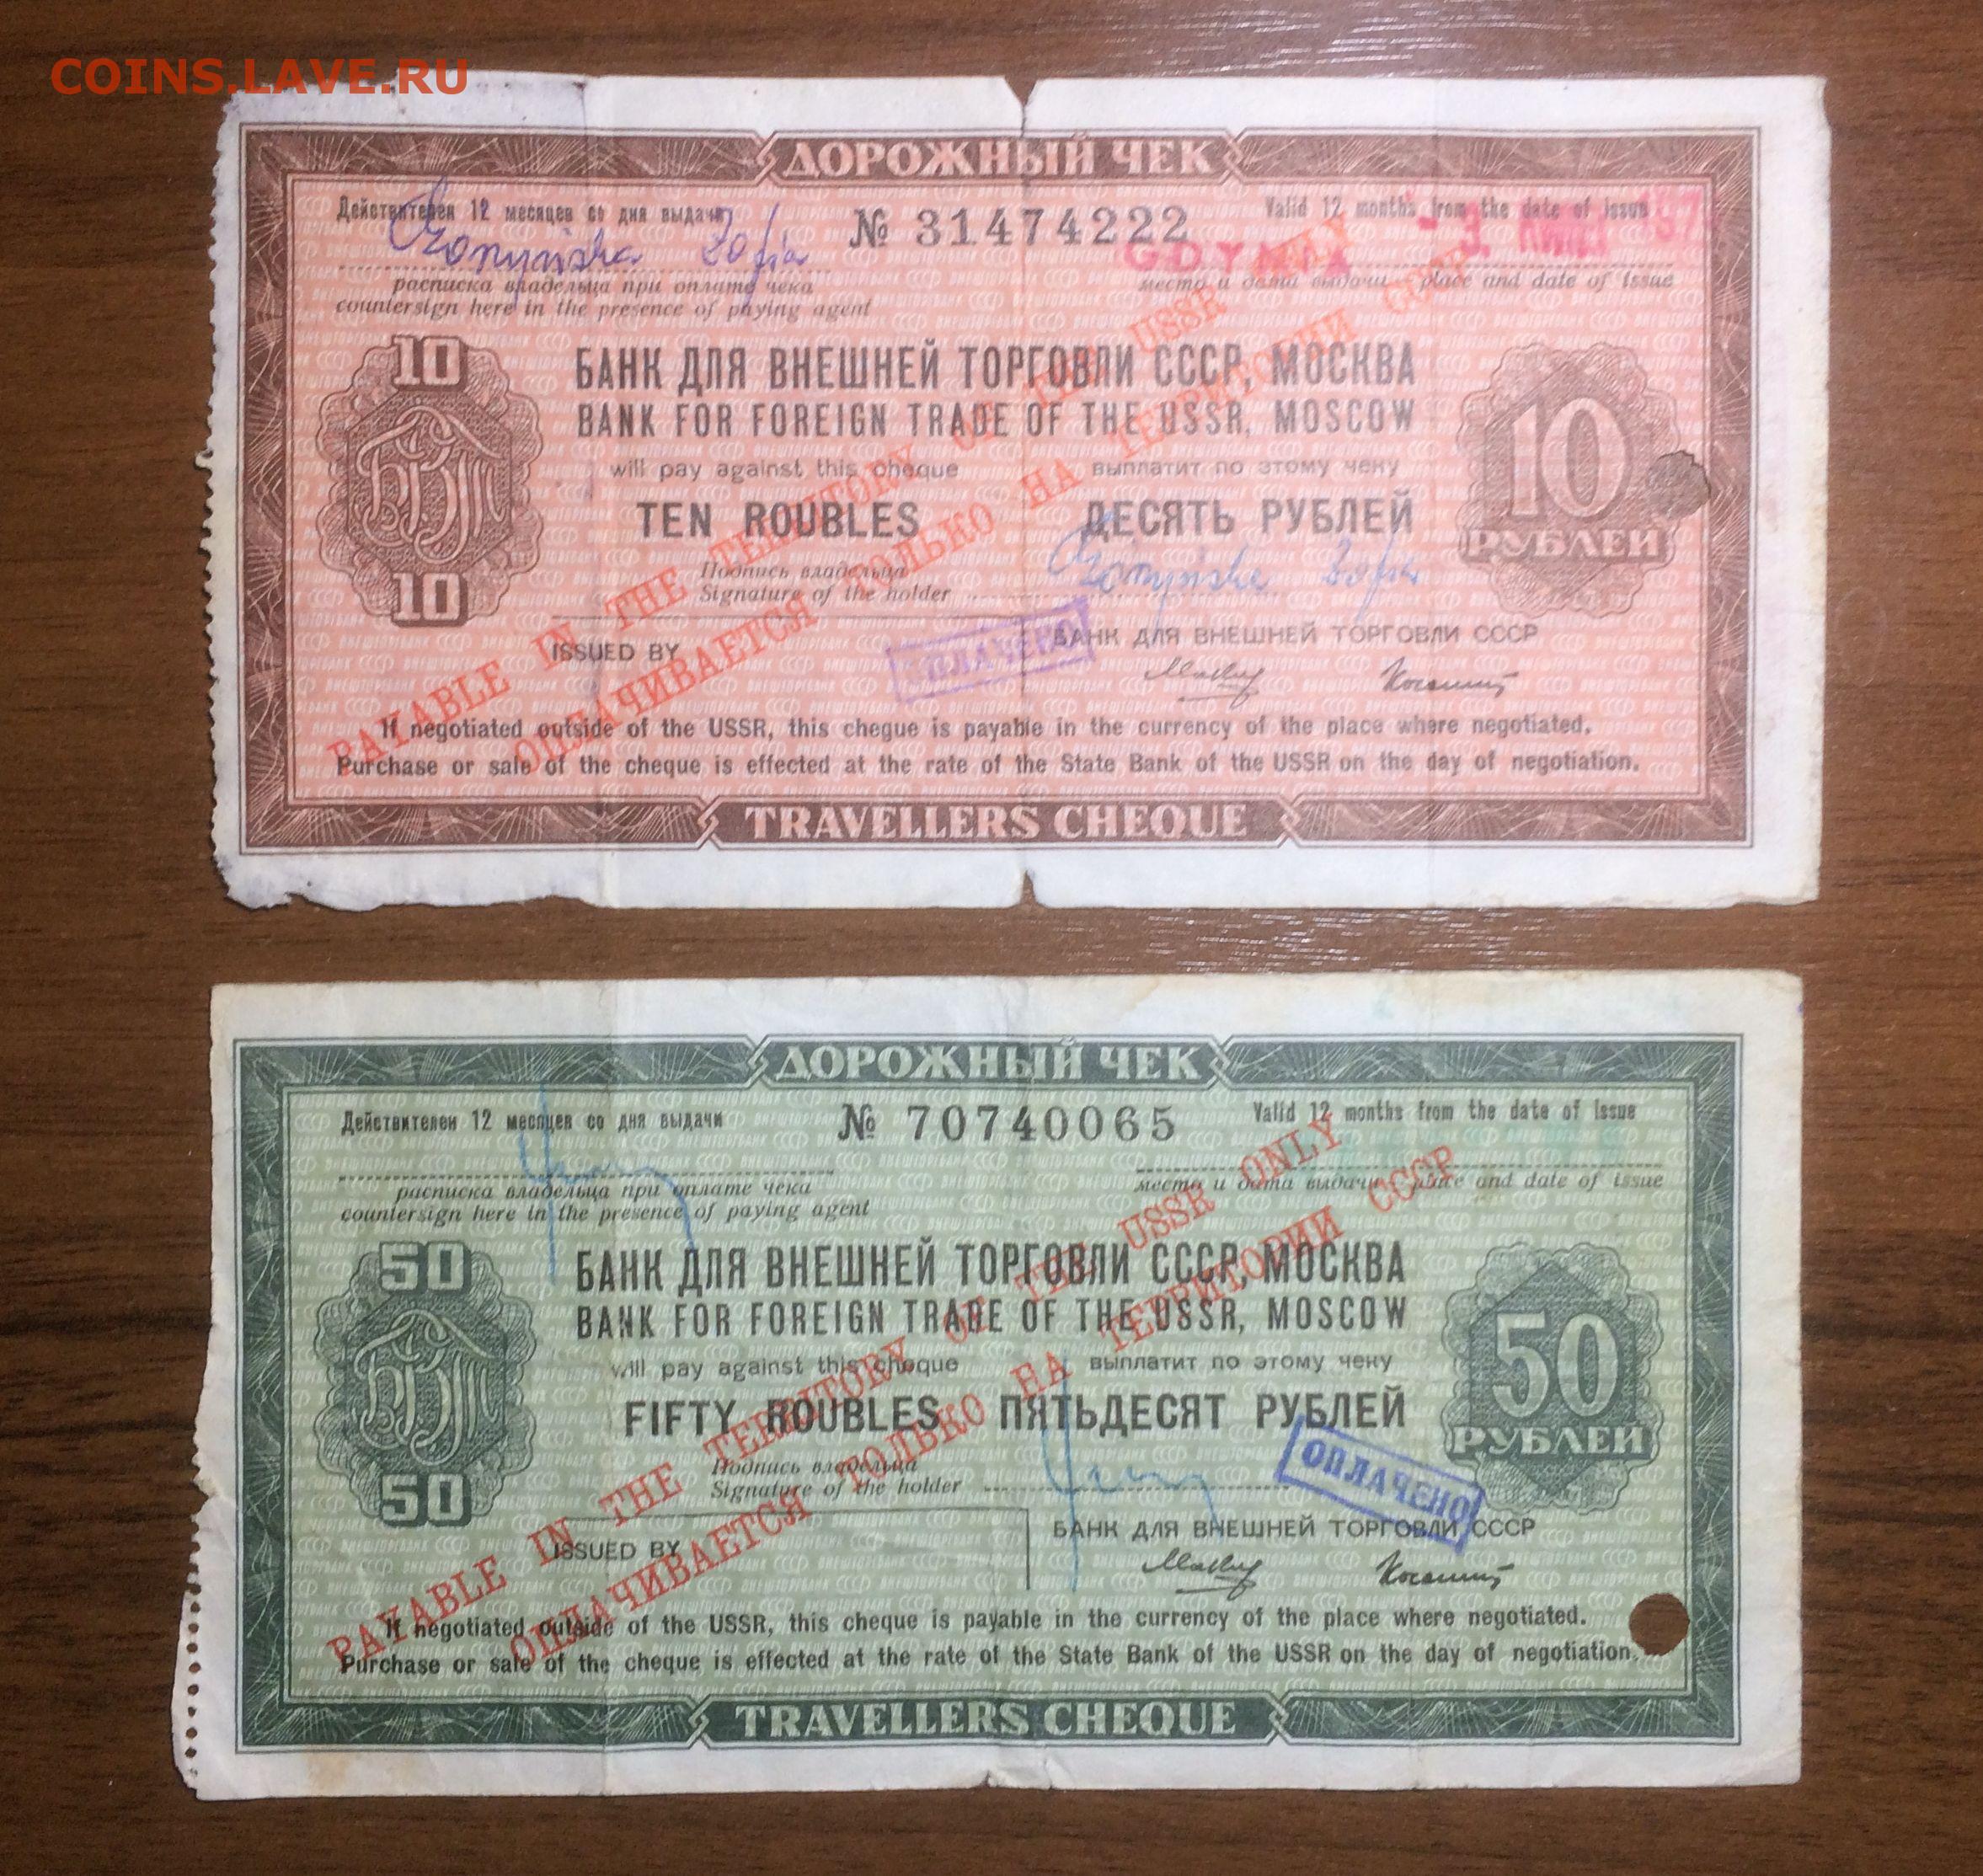 COINS.LAVE.RU
ДОРОЖНЫЙ ЧЕК
Действителен 12 месяцев со дня выдачи
№ 31474222
Valid 12 months from the date of issue
Zofia
GDYNIA - 3 KWIE 197
расписка владельца при оплате чека
место и дата выдачи place and date of issue
countersign here in the presence of paying agent
10
БАНК ДЛЯ ВНЕШНЕЙ ТОРГОВЛИ СССР, МОСКВА
BANK FOR FOREIGN TRADE OF THE USSR, MOSCOW
will pay against this cheque выплатит по этому чеку
10
TEN ROUBLES ДЕСЯТЬ РУБЛЕЙ
РУБЛЕЙ
10
Подпись владельца
Signature of the holder
Zofia
ОПЛАЧЕНО
ISSUED BY
БАНК ДЛЯ ВНЕШНЕЙ ТОРГОВЛИ СССР
PAYABLE IN THE TERRITORY OF THE USSR ONLY
ОПЛАЧИВАЕТСЯ ТОЛЬКО НА ТЕРРИТОРИИ СССР
If negotiated outside of the USSR, this chegue is payable in the currency of the place where negotiated.
Purchase or sale of the cheque is effected at the rate of the State Bank of the USSR on the day of negotiation.
TRAVELLERS CHEQUE
ДОРОЖНЫЙ ЧЕК
Действителен 12 месяцев со дня выдачи
№ 70740065
Valid 12 months from the date of issue
расписка владельца при оплате чека
место и дата выдачи place and date of issue
countersign here in the presence of paying agent
50
БАНК ДЛЯ ВНЕШНЕЙ ТОРГОВЛИ СССР, МОСКВА
BANK FOR FOREIGN TRADE OF THE USSR, MOSCOW
will pay against this cheque выплатит по этому чеку
50
FIFTY ROUBLES ПЯТЬДЕСЯТ РУБЛЕЙ
РУБЛЕЙ
50
Подпись владельца
Signature of the holder
ОПЛАЧЕНО
ISSUED BY
БАНК ДЛЯ ВНЕШНЕЙ ТОРГОВЛИ СССР
PAYABLE IN THE TERRITORY OF THE USSR ONLY
ОПЛАЧИВАЕТСЯ ТОЛЬКО НА ТЕРРИТОРИИ СССР
If negotiated outside of the USSR, this cheque is payable in the currency of the place where negotiated.
Purchase or sale of the cheque is effected at the rate of the State Bank of the USSR on the day of negotiation.
TRAVELLERS CHEQUE